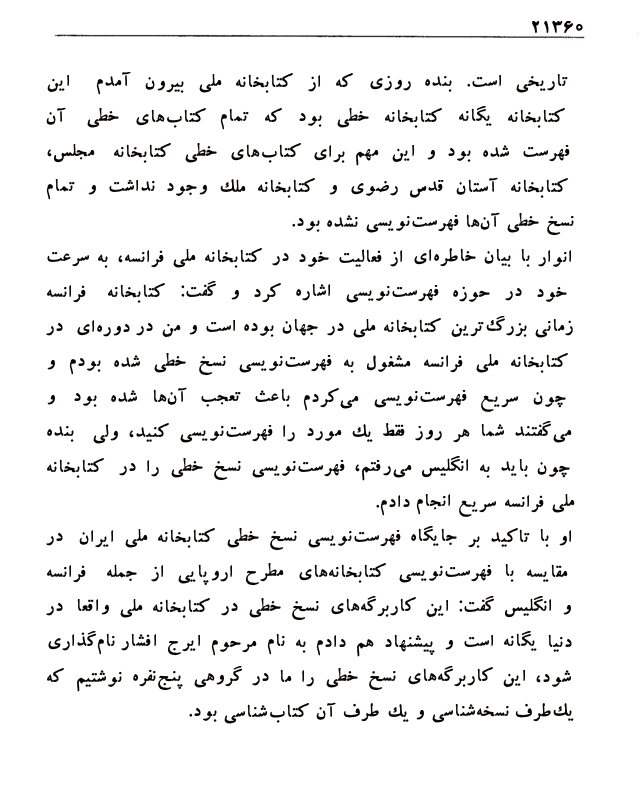 ۲۱۳۶۰
تاریخی است. بنده روزی که از کتابخانه ملی بیرون آمدم این
کتابخانه یگانه کتابخانه خطی بود که تمام کتاب‌های خطی آن
فهرست شده بود و این مهم برای کتاب‌های خطی کتابخانه مجلس،
کتابخانه آستان قدس رضوی و کتابخانه ملك وجود نداشت و تمام
نسخ خطی آن‌ها فهرست‌نویسی نشده بود.
انوار با بیان خاطره‌ای از فعالیت خود در کتابخانه ملی فرانسه، به سرعت
خود در حوزه فهرست‌نویسی اشاره کرد و گفت: کتابخانه فرانسه
زمانی بزرگ‌ترین کتابخانه ملی در جهان بوده است و من در دوره‌ای در
کتابخانه ملی فرانسه مشغول به فهرست‌نویسی نسخ خطی شده بودم و
چون سریع فهرست‌نویسی می‌کردم باعث تعجب آن‌ها شده بود و
می‌گفتند شما هر روز فقط یك مورد را فهرست‌نویسی کنید، ولی بنده
چون باید به انگلیس می‌رفتم، فهرست‌نویسی نسخ خطی را در کتابخانه
ملی فرانسه سریع انجام دادم.
او با تاکید بر جایگاه فهرست‌نویسی نسخ خطی کتابخانه ملی ایران در
مقایسه با فهرست‌نویسی کتابخانه‌های مطرح اروپایی از جمله فرانسه
و انگلیس گفت: این کاربرگه‌های نسخ خطی در کتابخانه ملی واقعا در
دنیا یگانه است و پیشنهاد هم دادم به نام مرحوم ایرج افشار نام‌گذاری
شود، این کاربرگه‌های نسخ خطی را ما در گروهی پنج‌نفره نوشتیم که
یك‌طرف نسخه‌شناسی و یك طرف آن کتاب‌شناسی بود.